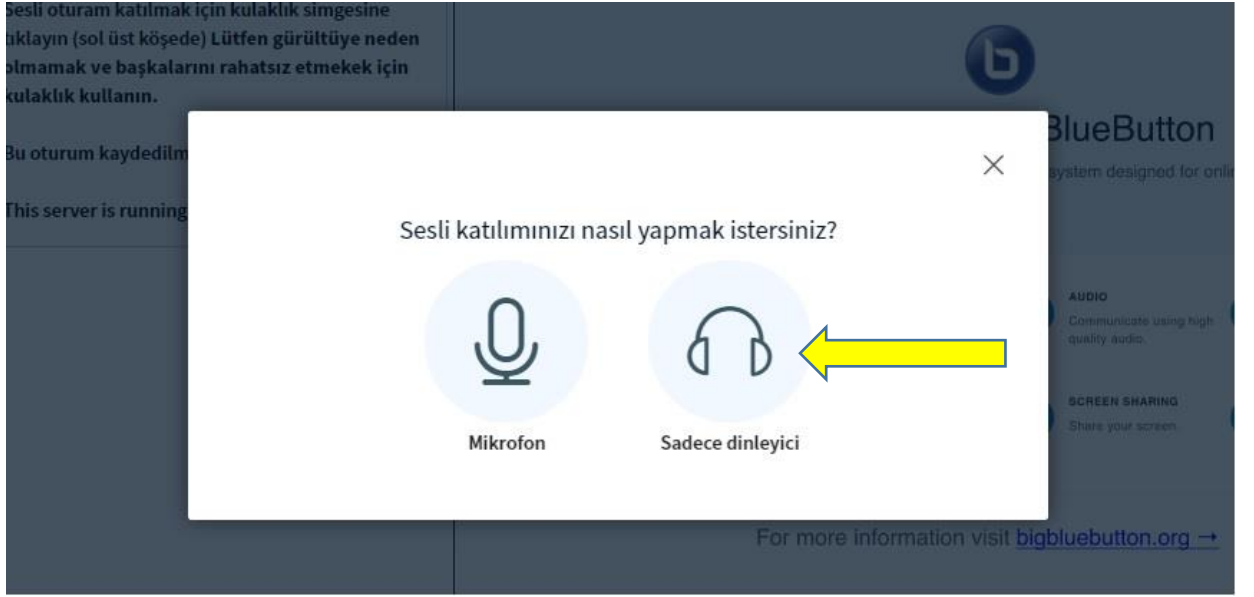 Sesli oturam katılmak için kulaklık simgesine
tıklayın (sol üst köşede) Lütfen gürültüye neden
olmamak ve başkalarını rahatsız etmekek için
kulaklık kullanın.
Bu oturum kaydedilm
This server is running
BlueButton
system designed for onli
Sesli katılımınızı nasıl yapmak istersiniz?
Mikrofon
Sadece dinleyici
AUDIO
Communicate using high
quality audio.
SCREEN SHARING
Share your screen.
For more information visit bigbluebutton.org →